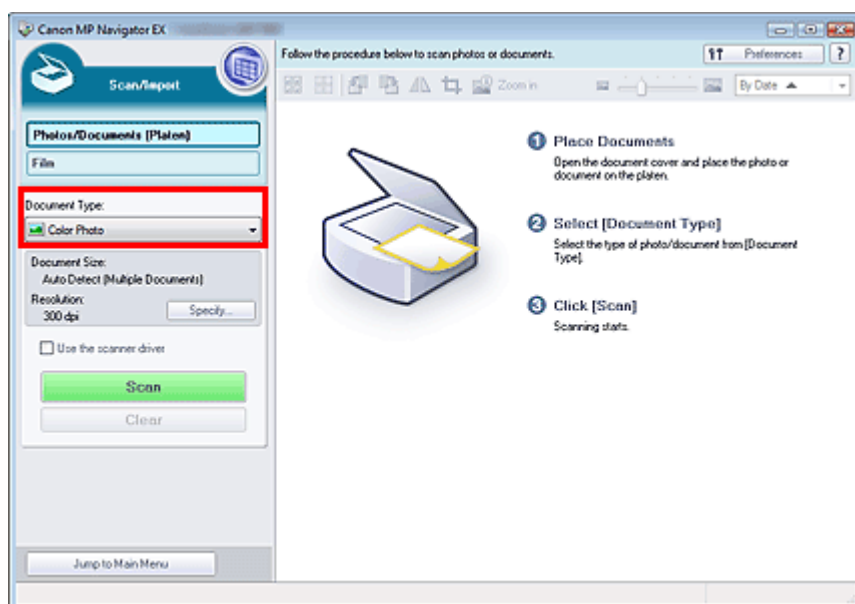 Canon MP Navigator EX
Scan/Import
Photos/Documents (Platen)
Film
Document Type:
Color Photo
Document Size:
Auto Detect (Multiple Documents)
Resolution:
300 dpi
Specify...
Use the scanner driver
Scan
Clear
Jump to Main Menu
Follow the procedure below to scan photos or documents.
Preferences
?
Zoom in
By Date
1 Place Documents
Open the document cover and place the photo or
document on the platen.
2 Select [Document Type]
Select the type of photo/document from [Document
Type].
3 Click [Scan]
Scanning starts.